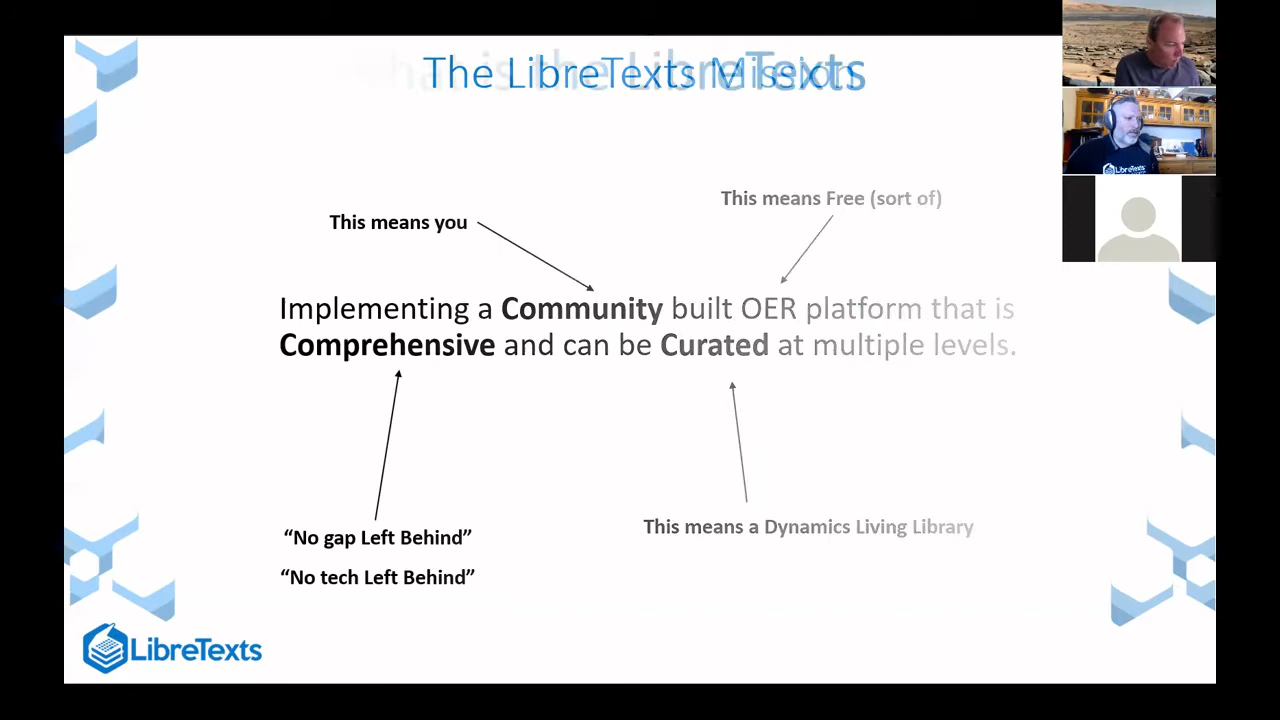 The LibreTexts Mission
This means Free (sort of)
This means you
Implementing a Community built OER platform that is
Comprehensive and can be Curated at multiple levels.
This means a Dynamics Living Library
“No gap Left Behind”
“No tech Left Behind”
LibreTexts
LibreTexts